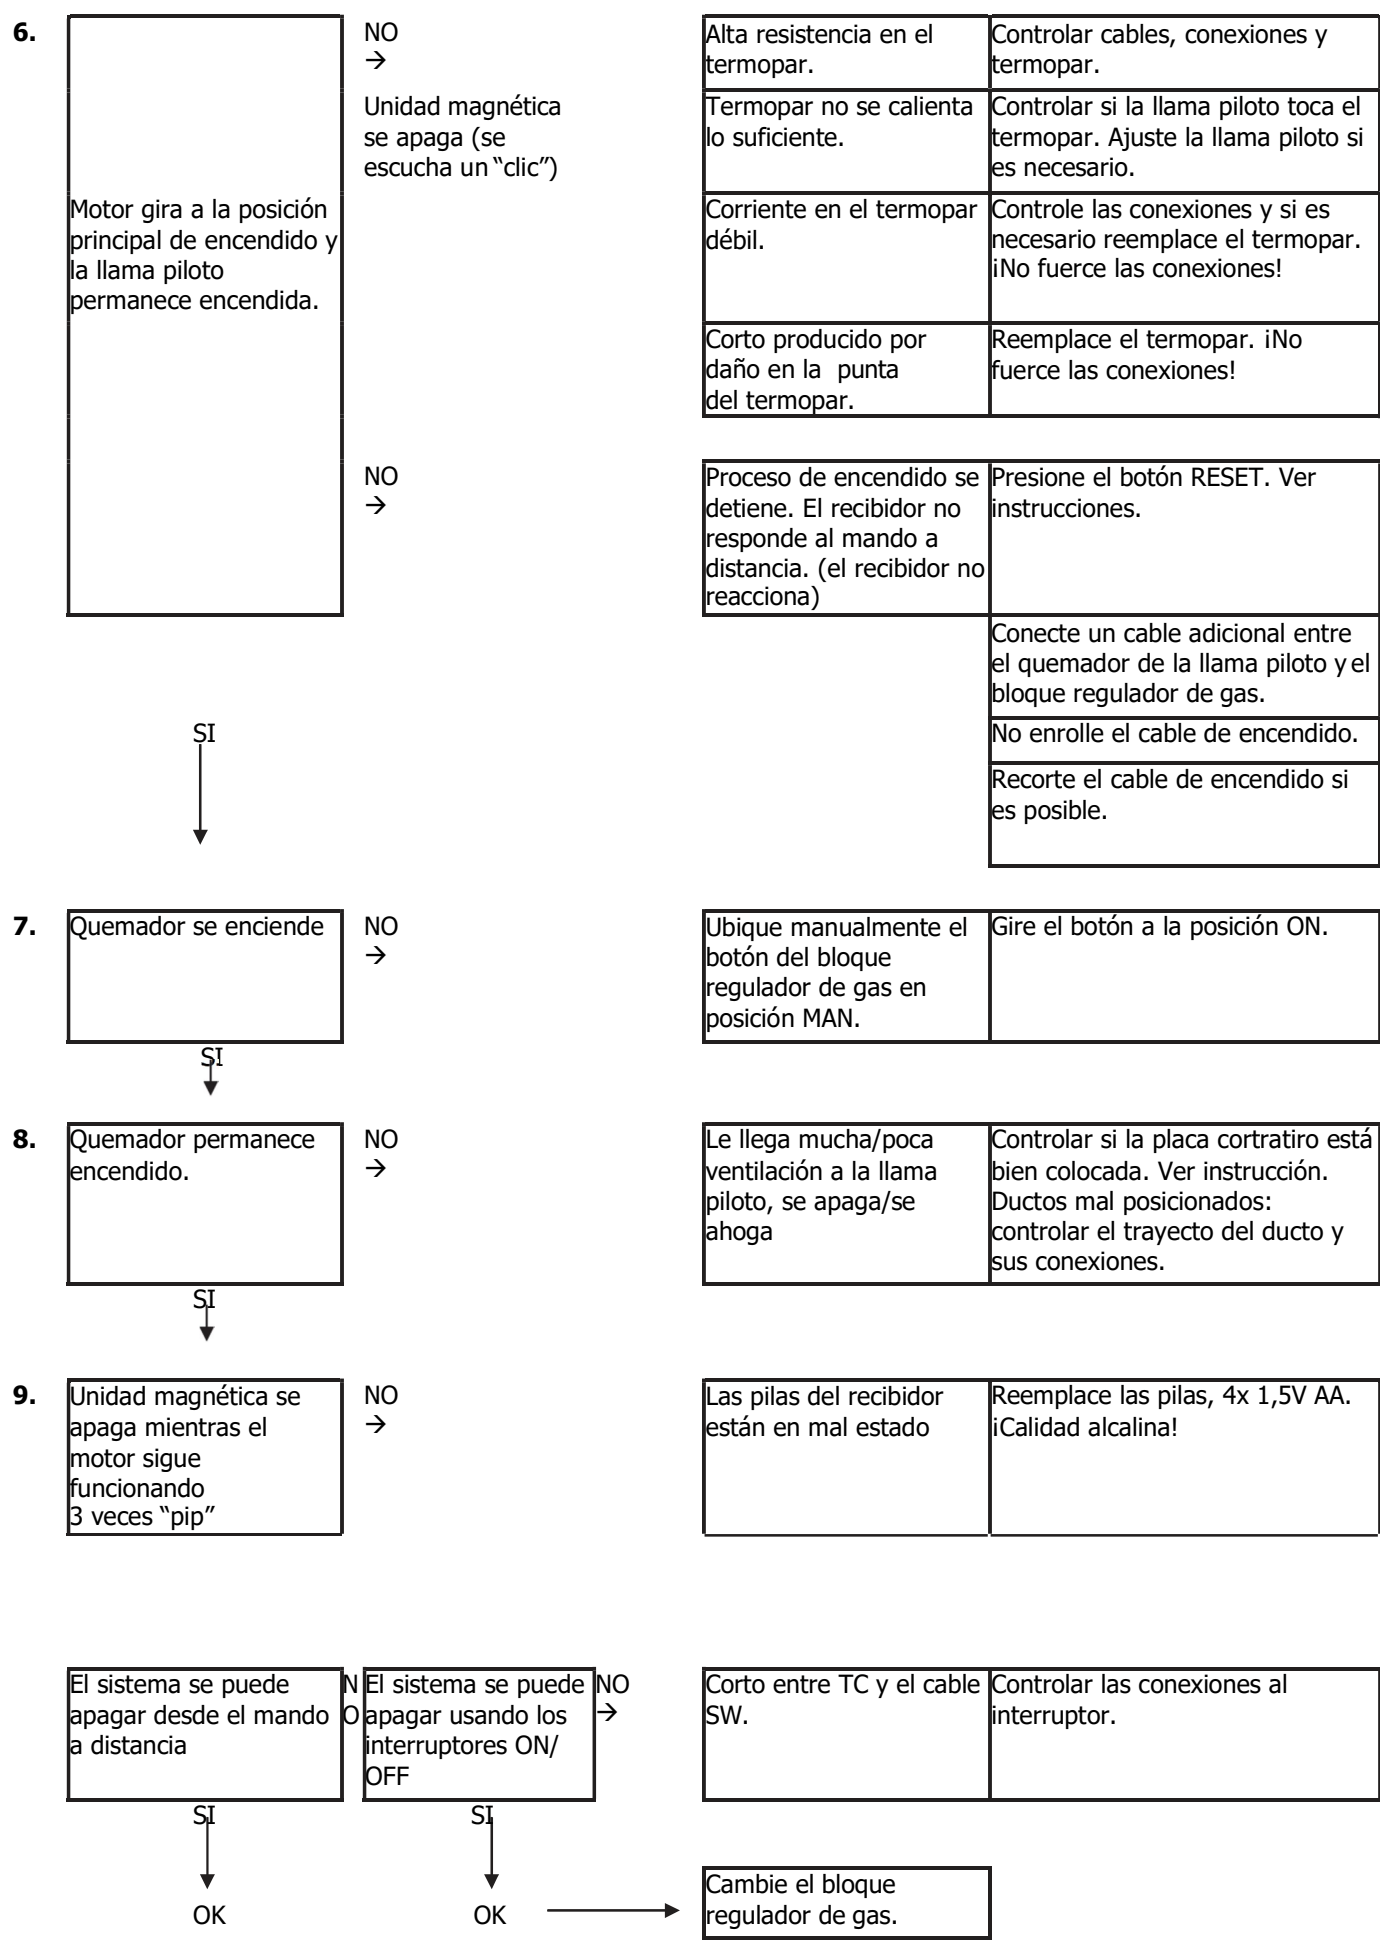 6.
Motor gira a la posición
principal de encendido y
la llama piloto
permanece encendida.
NO
→
Unidad magnética
se apaga (se
escucha un “clic”)
Alta resistencia en el
termopar.
Controlar cables, conexiones y
termopar.
Termopar no se calienta
lo suficiente.
Controlar si la llama piloto toca el
termopar. Ajuste la llama piloto si
es necesario.
Corriente en el termopar
débil.
Controle las conexiones y si es
necesario reemplace el termopar.
¡No fuerce las conexiones!
Corto producido por
daño en la punta
del termopar.
Reemplace el termopar. ¡No
fuerce las conexiones!
NO
→
Proceso de encendido se
detiene. El recibidor no
responde al mando a
distancia. (el recibidor no
reacciona)
Presione el botón RESET. Ver
instrucciones.
Conecte un cable adicional entre
el quemador de la llama piloto y el
bloque regulador de gas.
No enrolle el cable de encendido.
Recorte el cable de encendido si
es posible.
SI
7.
Quemador se enciende
NO
→
Ubique manualmente el
botón del bloque
regulador de gas en
posición MAN.
Gire el botón a la posición ON.
SI
8.
Quemador permanece
encendido.
NO
→
Le llega mucha/poca
ventilación a la llama
piloto, se apaga/se
ahoga
Controlar si la placa cortratiro está
bien colocada. Ver instrucción.
Ductos mal posicionados:
controlar el trayecto del ducto y
sus conexiones.
SI
9.
Unidad magnética se
apaga mientras el
motor sigue
funcionando
3 veces “pip”
NO
→
Las pilas del recibidor
están en mal estado
Reemplace las pilas, 4x 1,5V AA.
¡Calidad alcalina!
El sistema se puede
apagar desde el mando
a distancia
N
O
El sistema se puede
apagar usando los
interruptores ON/
OFF
NO
→
Corto entre TC y el cable
SW.
Controlar las conexiones al
interruptor.
SI
SI
OK
OK
Cambie el bloque
regulador de gas.